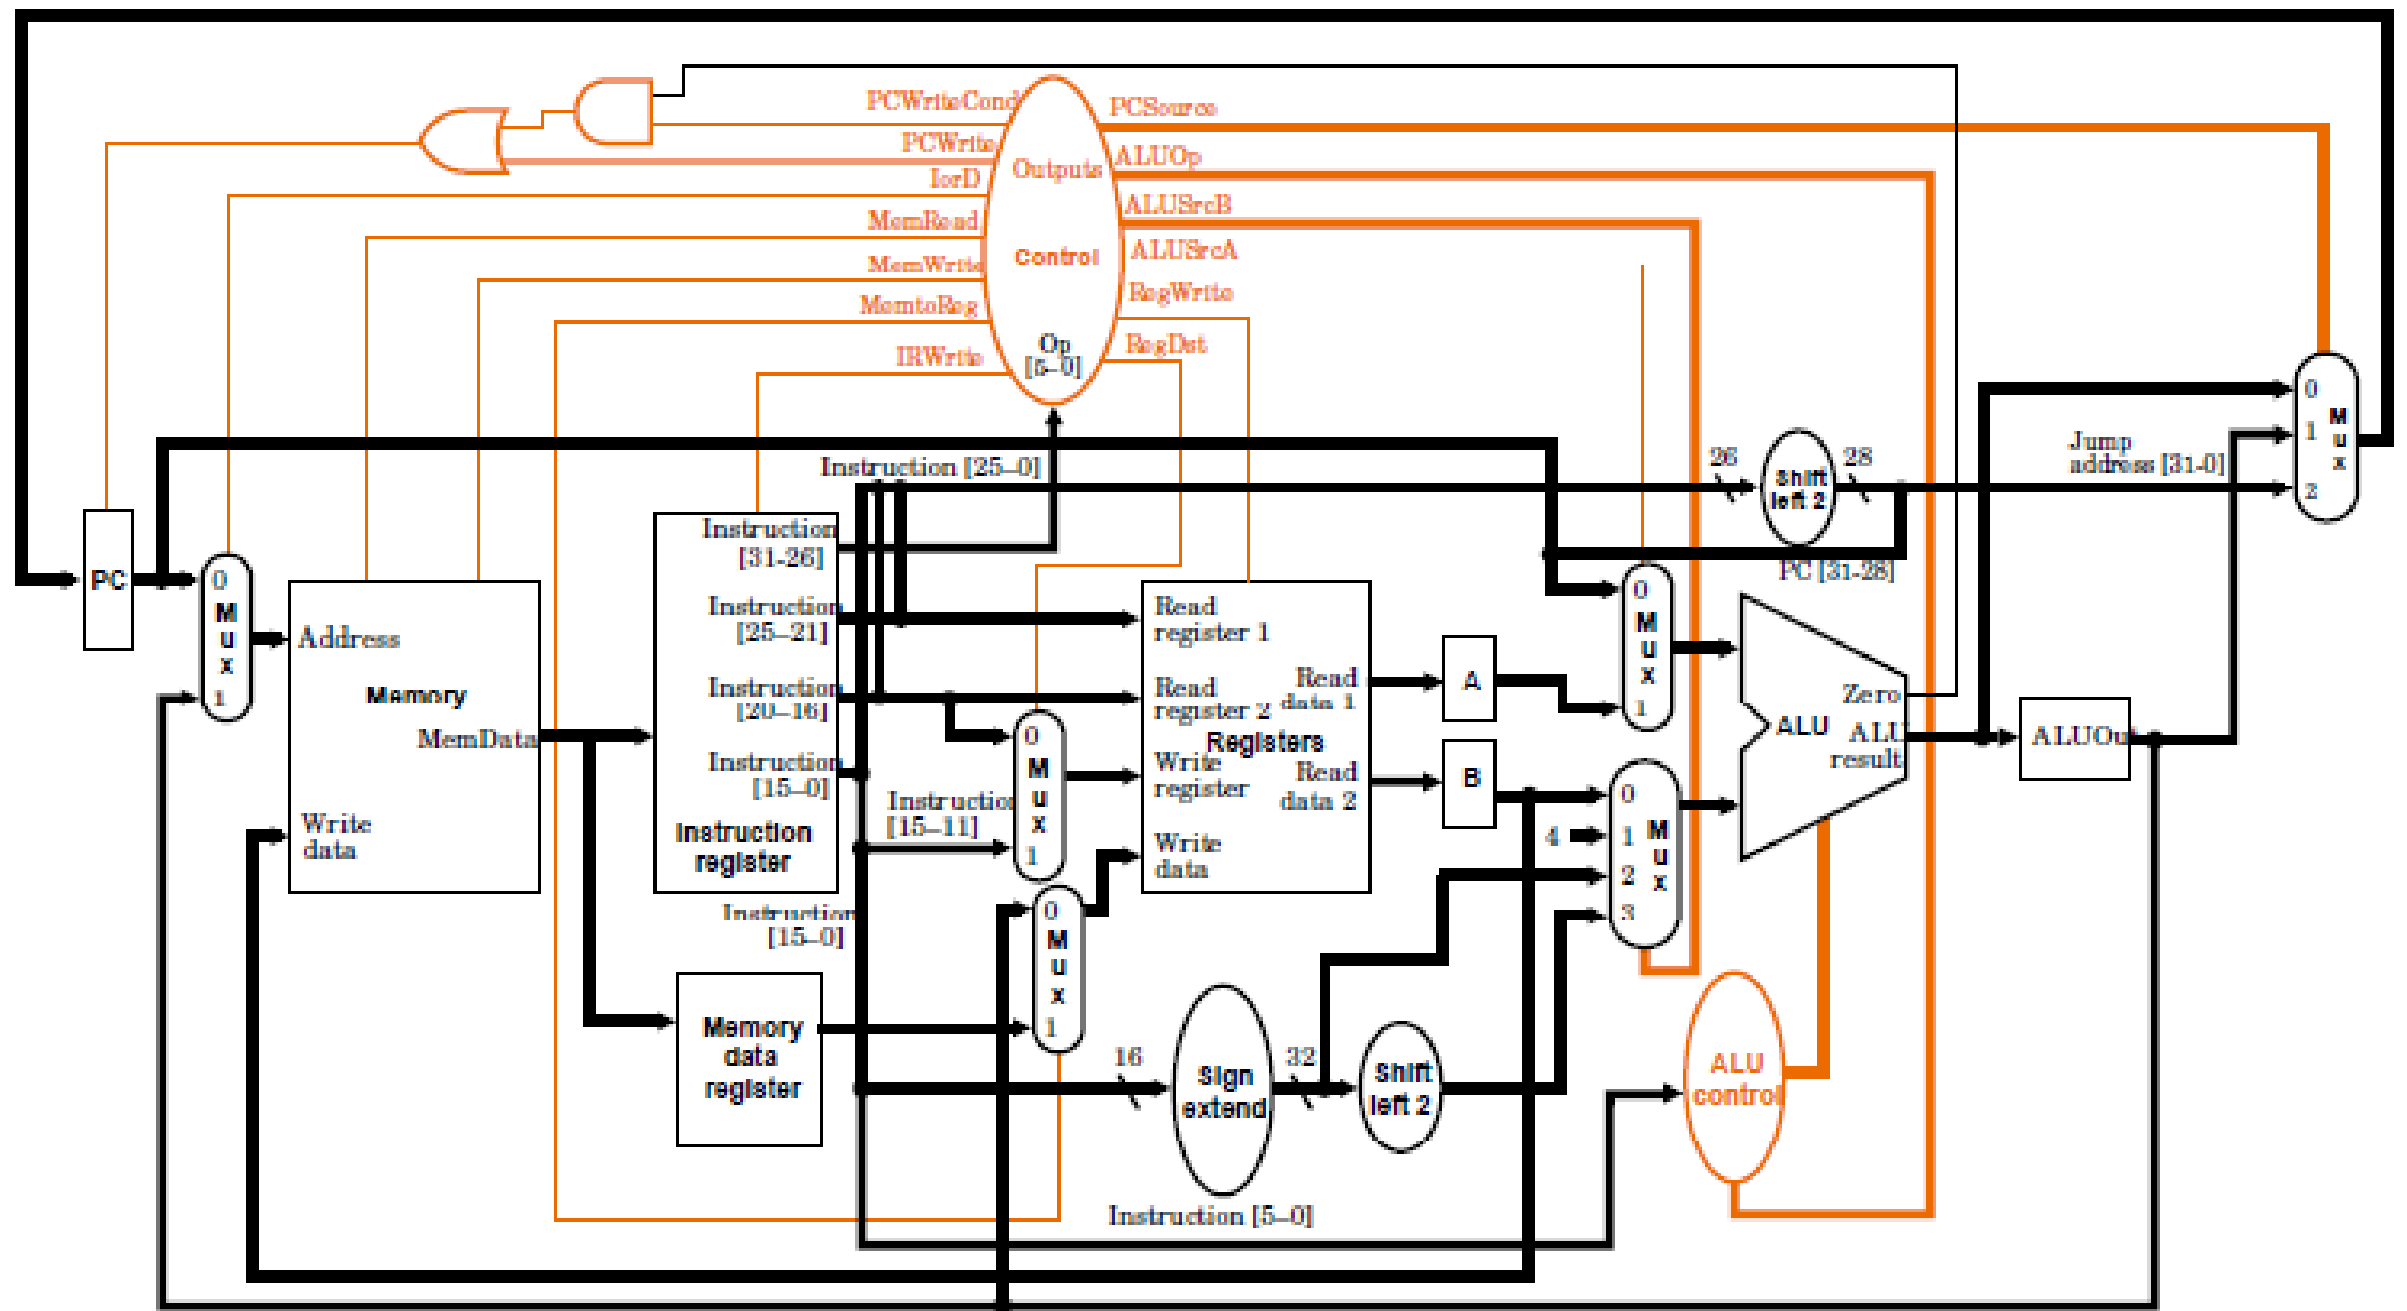 PCWriteCond
PCSource
PCWrite
ALUOp
Outputs
IorD
ALUSrcB
MemRead
ALUSrcA
Control
MemWrite
RegWrite
MemtoReg
Op
[5–0]
RegDst
IRWrite
0
M
u
x
1
2
Jump
address [31-0]
Instruction [25–0]
26
28
Shift
left 2
PC [31-28]
PC
0
M
u
x
1
Address
Memory
MemData
Write
data
Instruction
[31-26]
Instruction
[25–21]
Instruction
[20–16]
Instruction
[15–0]
Instruction
register
Instruction
[15–11]
Instruction
[15–0]
0
M
u
x
1
0
M
u
x
1
Memory
data
register
Read
register 1
Read
register 2
Read
data 1
Registers
Write
register
Read
data 2
Write
data
A
B
0
M
u
x
1
4
0
1
2
3
M
u
x
Zero
ALU
ALU
result
ALUOut
16
Sign
extend
32
Shift
left 2
ALU
control
Instruction [5–0]